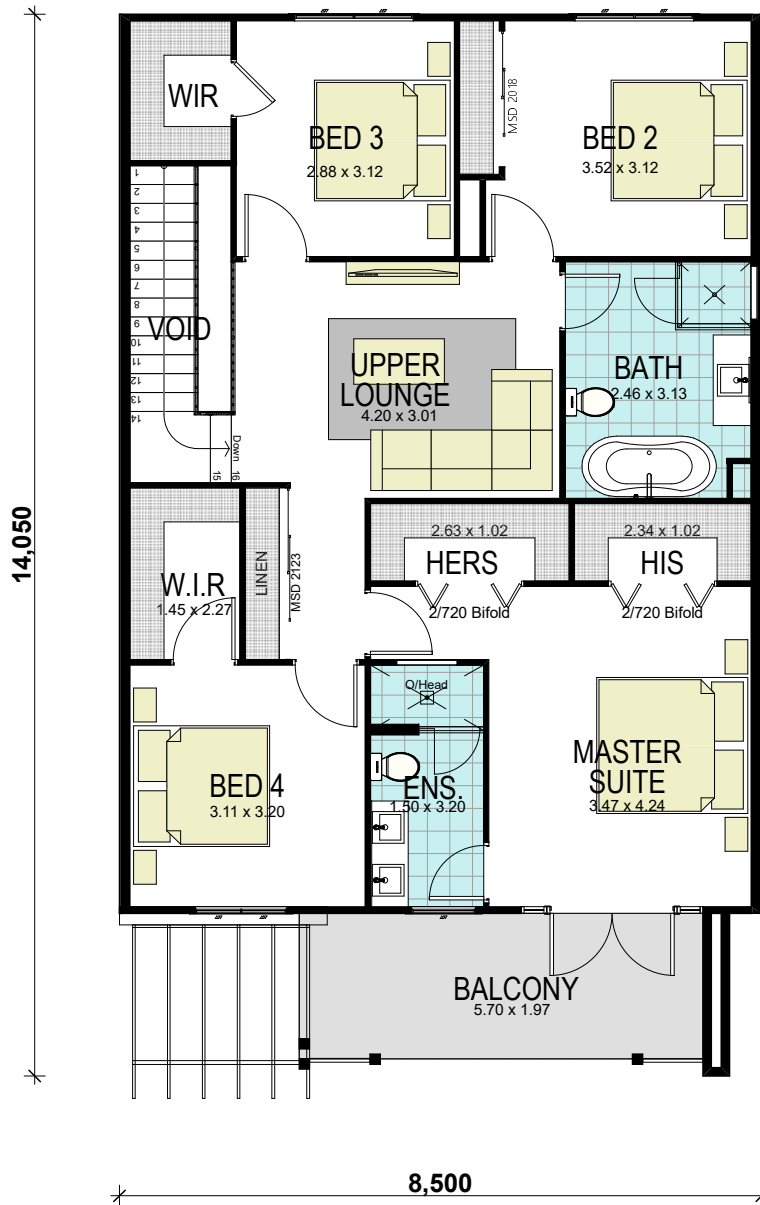 WIR
BED 3
2.88 x 3.12
MSD 2018
BED 2
3.52 x 3.12
1
2
3
4
5
6
7
8
9
10
11
12
13
14
VOID
Down 16
15
UPPER
LOUNGE
4.20 x 3.01
BATH
2.46 x 3.13
14,050
W.I.R
1.45 x 2.27
LINEN
MSD 2123
2.63 x 1.02
HERS
2/720 Bifold
2.34 x 1.02
HIS
2/720 Bifold
O/Head
BED 4
3.11 x 3.20
ENS.
1.50 x 3.20
MASTER
SUITE
3.47 x 4.24
BALCONY
5.70 x 1.97
8,500